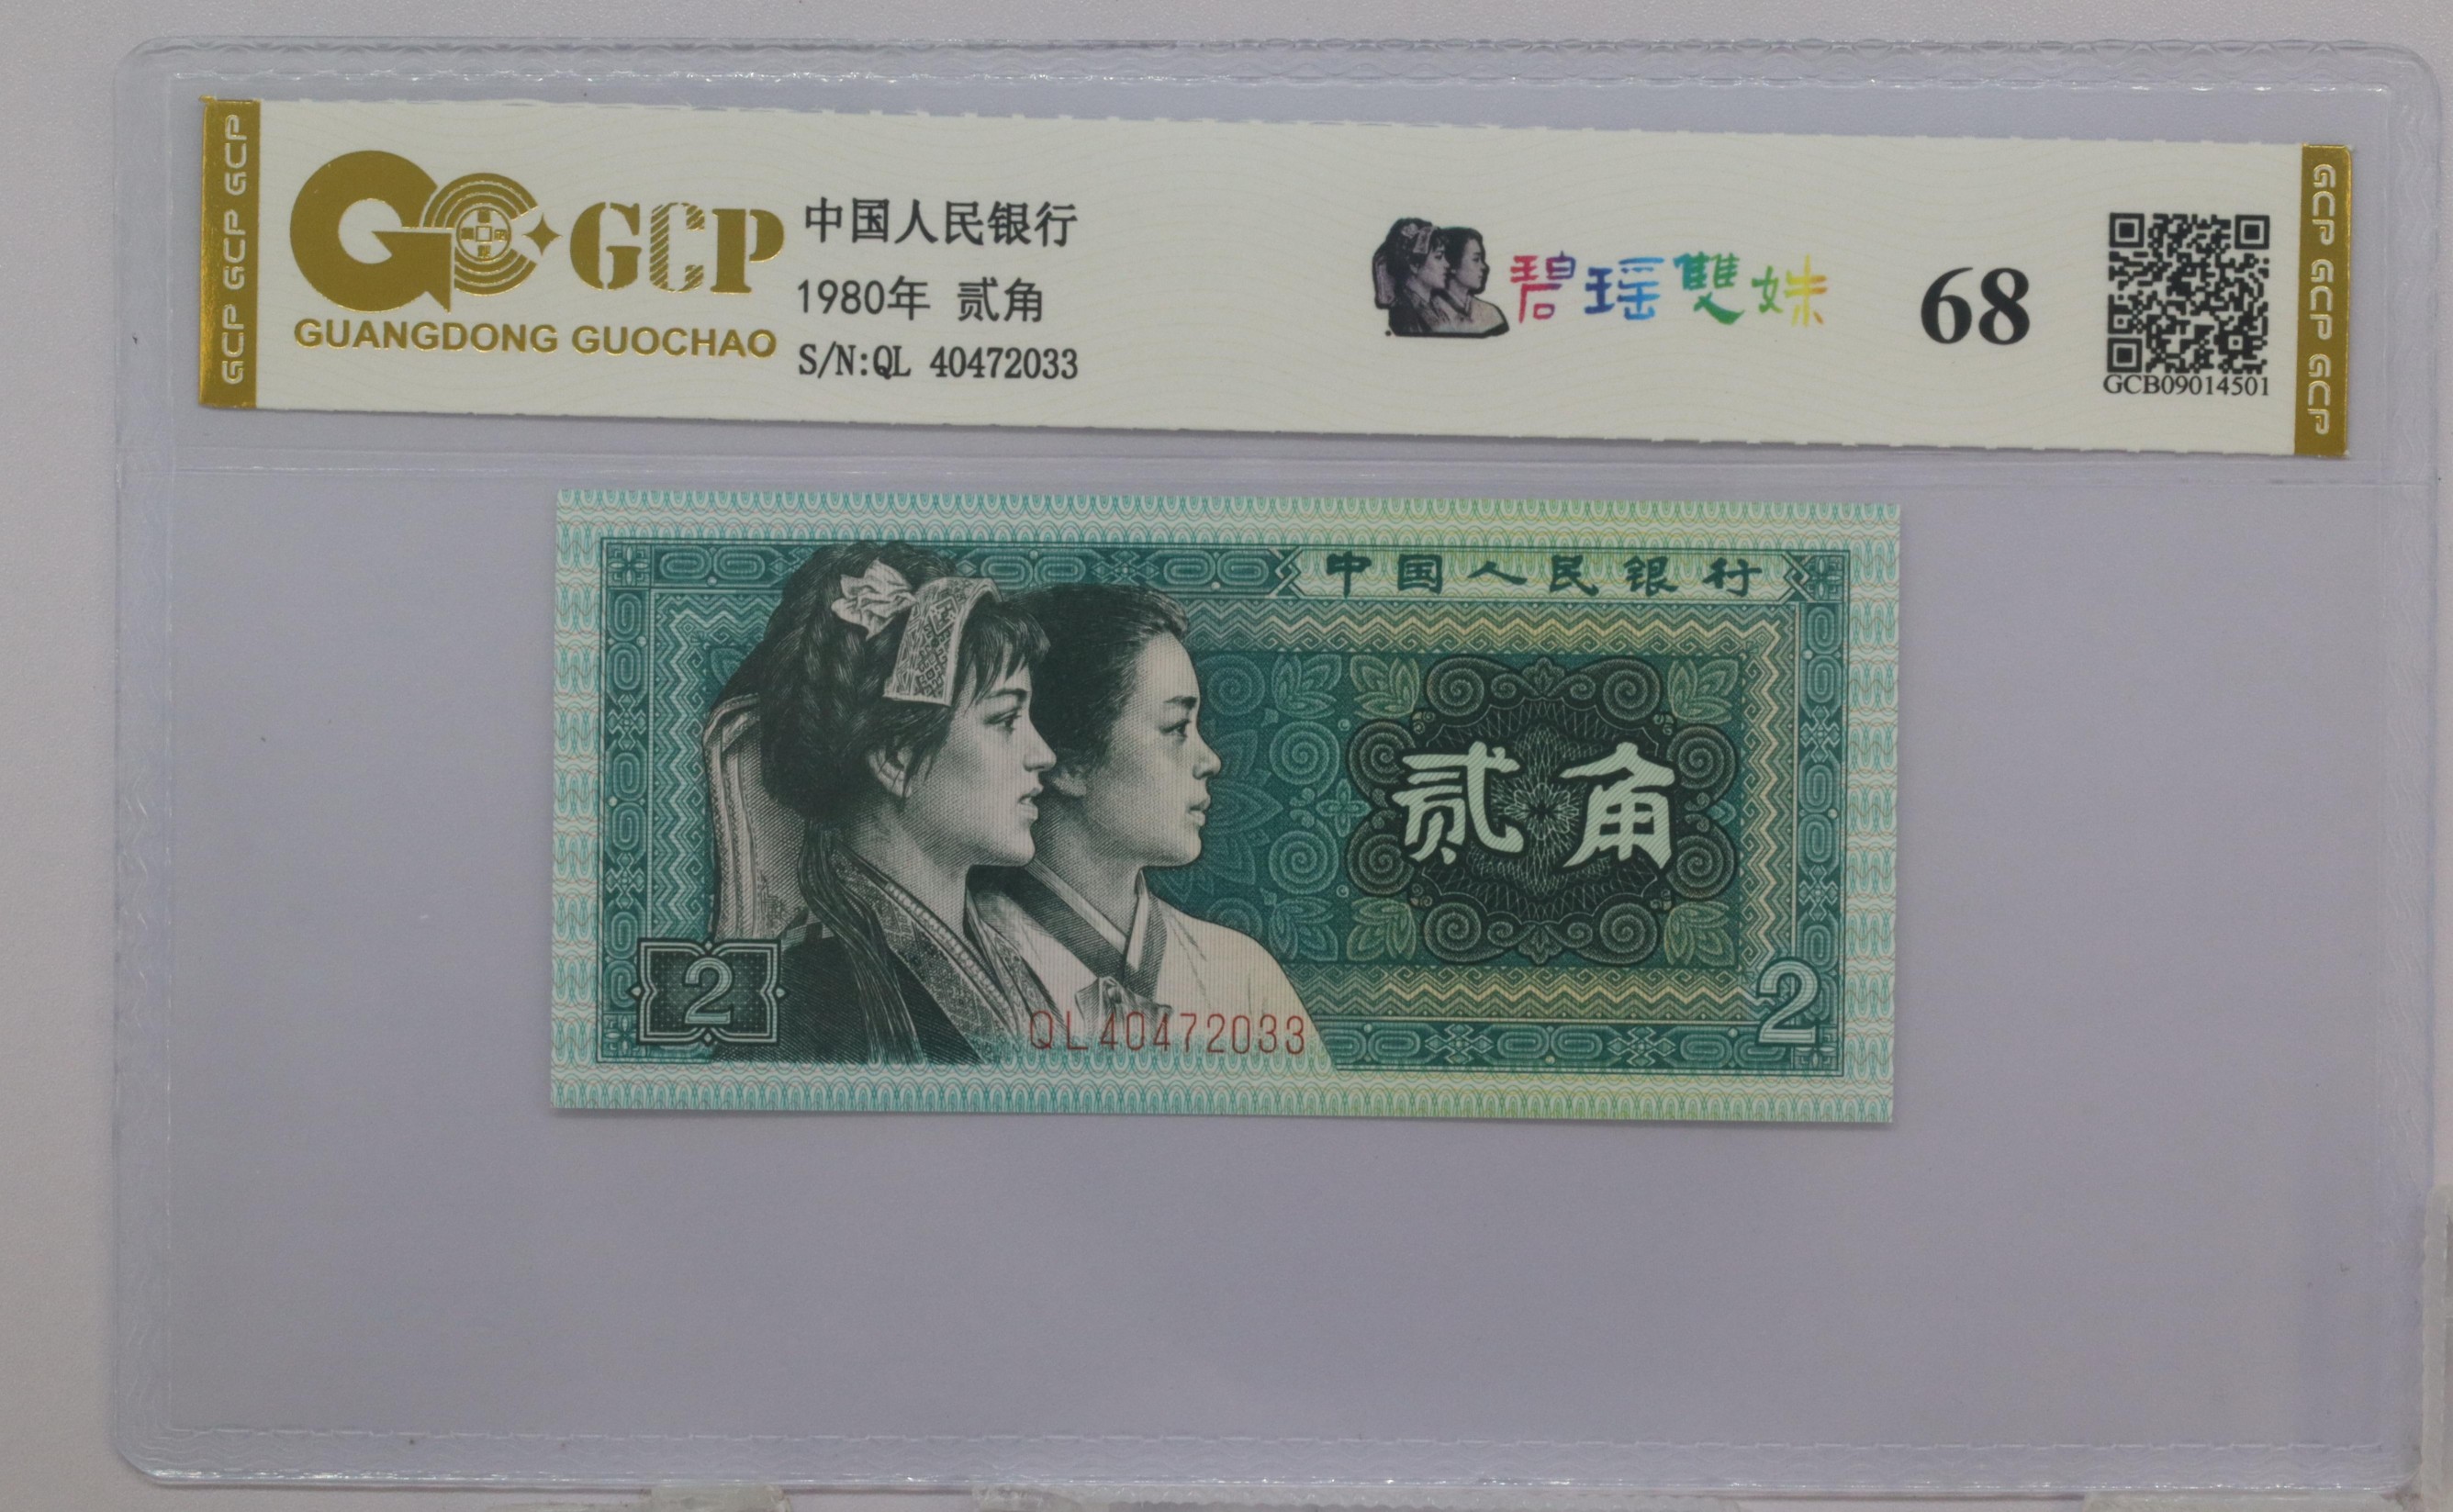 GCP GCP GCP
GCP
GUANGDONG GUOCHAO
中国人民银行
1980年 贰角
S/N:QL 40472033
碧瑶雙姝
68
GCB09014501
GCP GCP GCP
中国人民银行
贰角
2
2
QL40472033